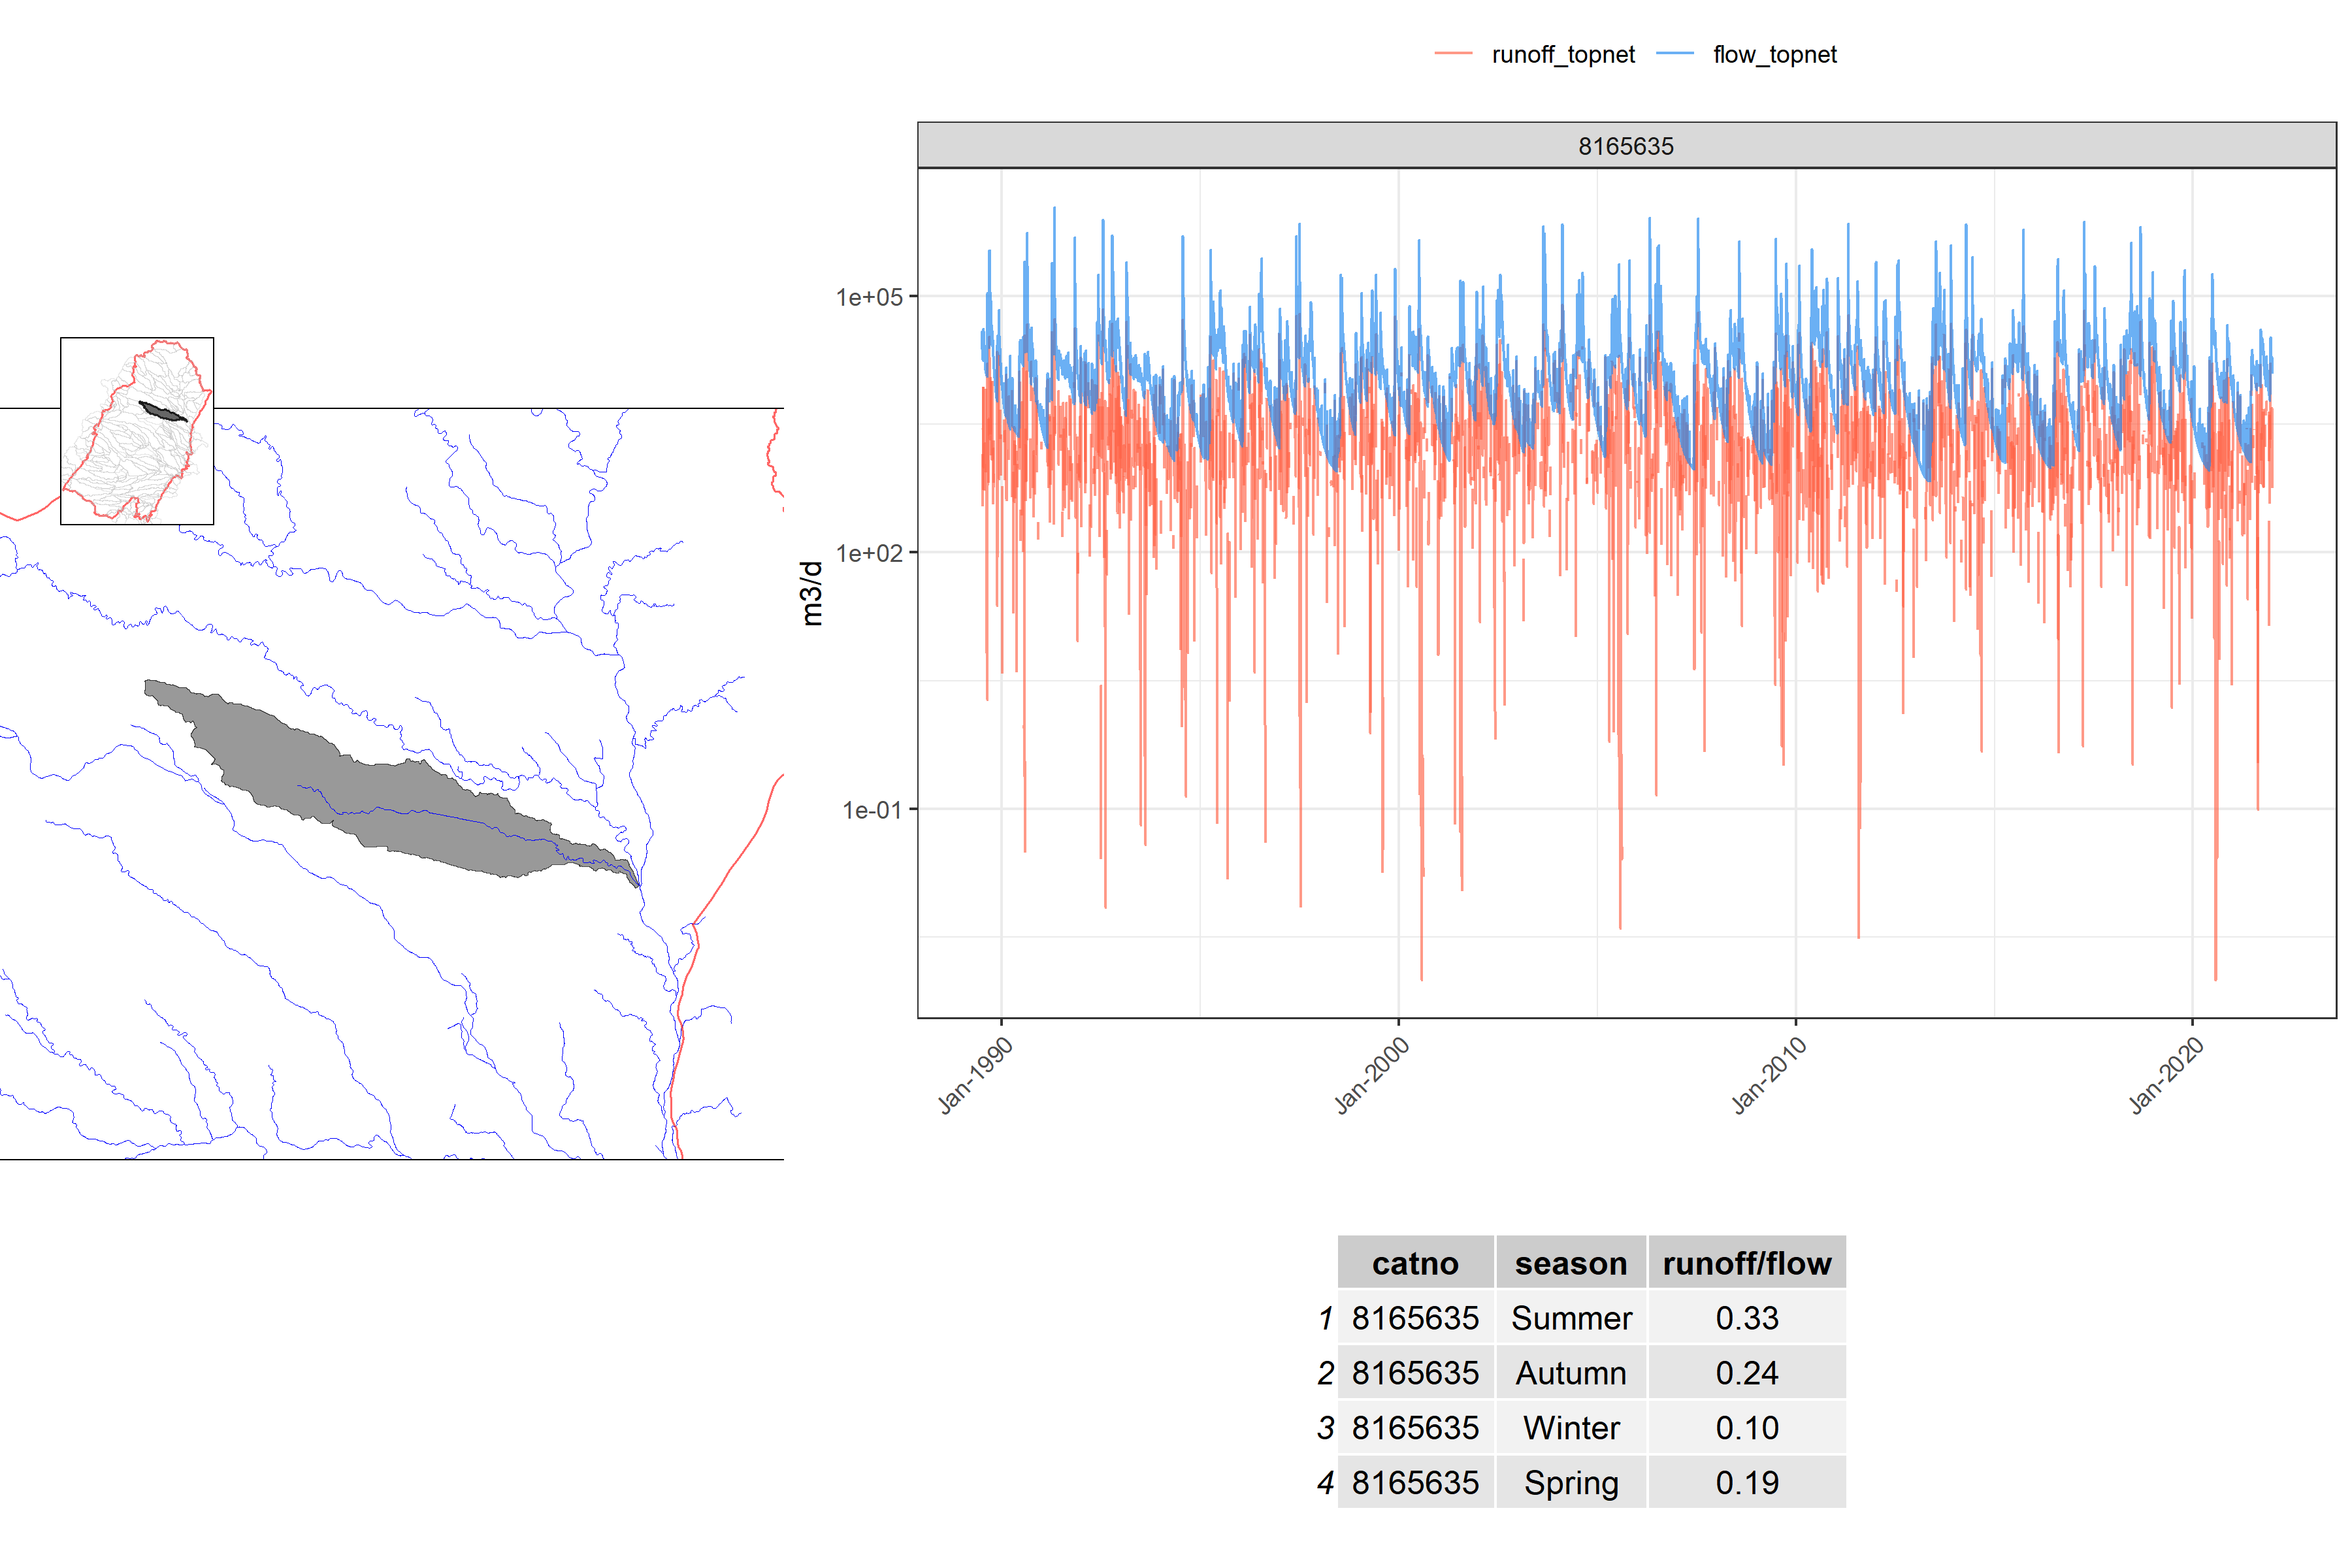 runoff_topnet flow_topnet
8165635
1e+05
1e+02
1e-01
m3/d
Jan-1990 Jan-2000 Jan-2010 Jan-2020
catno season runoff/flow
1 8165635 Summer 0.33
2 8165635 Autumn 0.24
3 8165635 Winter 0.10
4 8165635 Spring 0.19